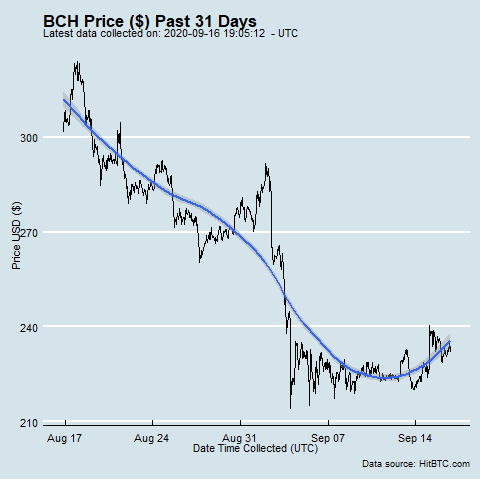 BCH Price ($) Past 31 Days
Latest data collected on: 2020-09-16 19:05:12 - UTC
300
270
240
210
Price USD ($)
Aug 17 Aug 24 Aug 31 Sep 07 Sep 14
Date Time Collected (UTC)
Data source: HitBTC.com